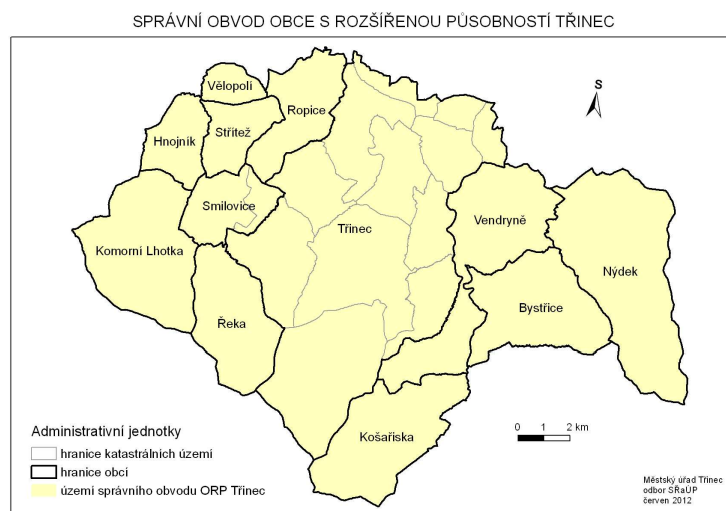 SPRÁVNÍ OBVOD OBCE S ROZŠÍŘENOU PŮSOBNOSTÍ TŘINEC
S
Vělopolí
Ropice
Hnojník
Střítež
Smilovice
Vendryně
Třinec
Komorní Lhotka
Nýdek
Bystřice
Řeka
Košařiska
0 1 2 km
Administrativní jednotky
hranice katastrálních území
hranice obcí
území správního obvodu ORP Třinec
Městský úřad Třinec
odbor SŘaÚP
červen 2012